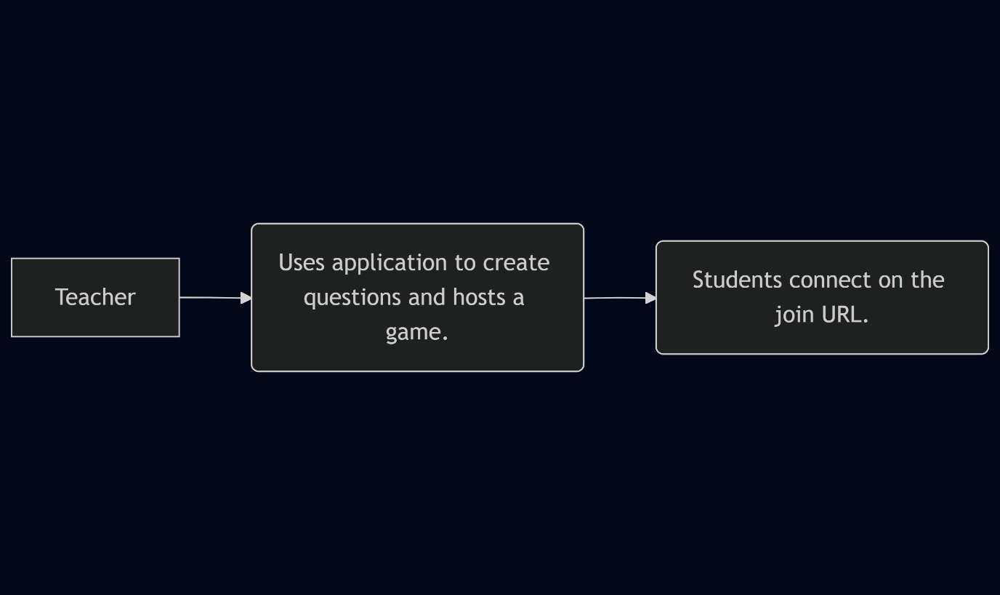 Teacher
Uses application to create
questions and hosts a
game.
Students connect on the
join URL.